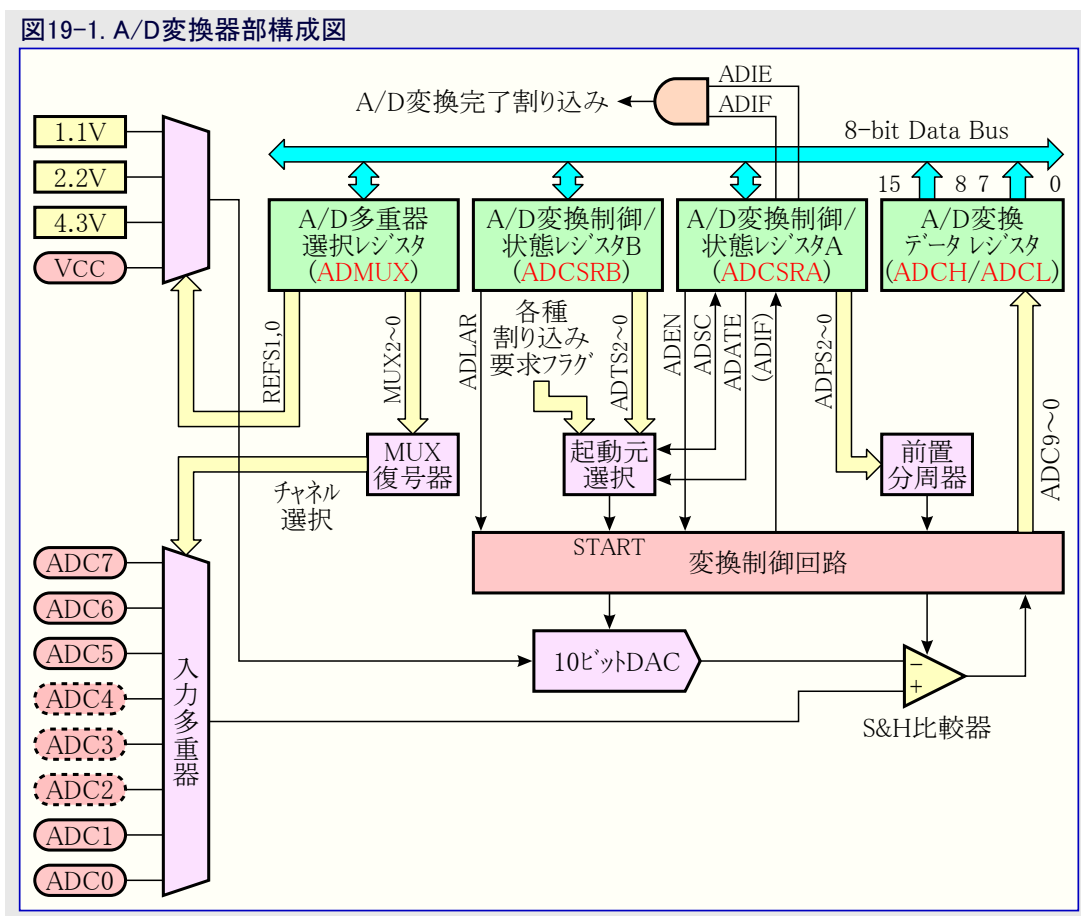 図19-1. A/D変換器部構成図
1.1V
2.2V
4.3V
VCC
A/D変換完了割り込み
ADIE
ADIF
8-bit Data Bus
15
8
7
0
A/D多重器
選択レジスタ
(ADMUX)
A/D変換制御/
状態レジスタB
(ADCSRB)
A/D変換制御/
状態レジスタA
(ADCSRA)
A/D変換
データ レジスタ
(ADCH/ADCL)
REFS1,0
MUX2~0
ADLAR
各種
割り込み
要求フラグ
ADTS2~0
ADEN
ADSC
ADATE
(ADIF)
ADPS2~0
ADC9~0
MUX
復号器
起動元
選択
前置
分周器
チャネル
選択
START
変換制御回路
ADC7
ADC6
ADC5
ADC4
ADC3
ADC2
ADC1
ADC0
入力多重器
10ビットDAC
−
+
S&H比較器